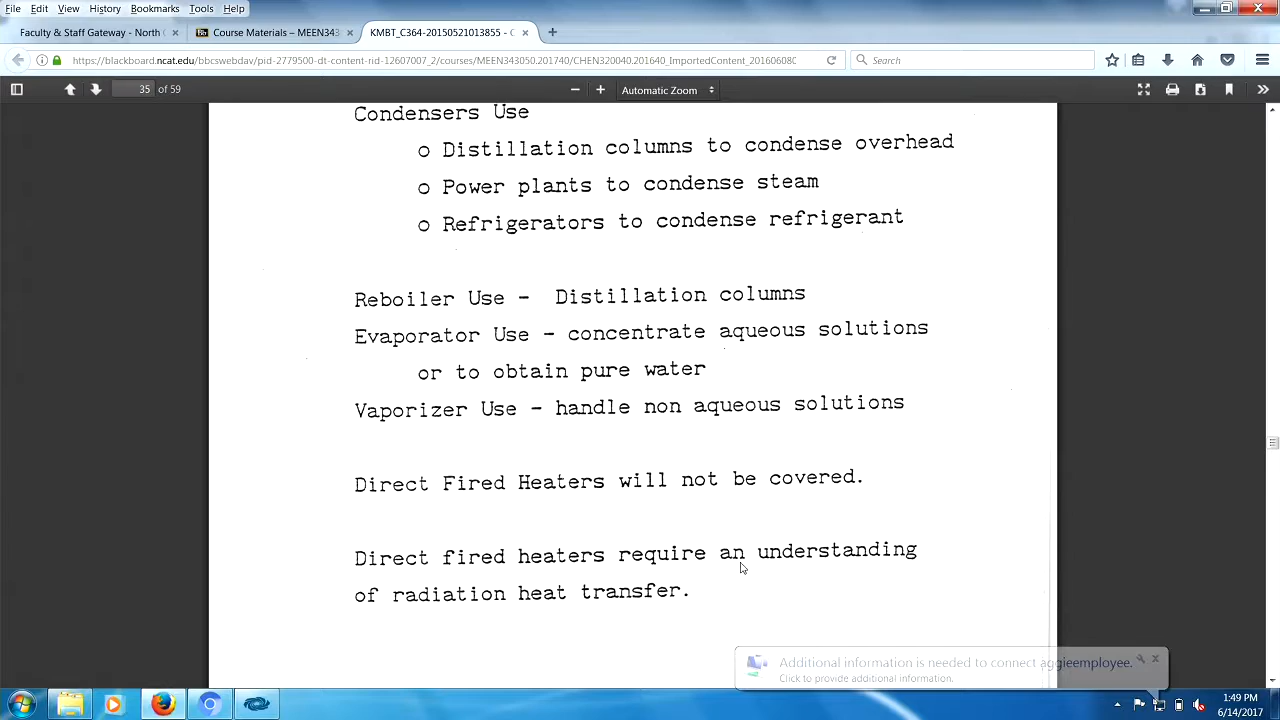 File Edit View History Bookmarks Tools Help
Faculty & Staff Gateway - North
Course Materials – MEEN343
KMBT_C364-20150521013855 -
https://blackboard.ncat.edu/bbcswebdav/pid-2779500-dt-content-rid-12607007_2/courses/MEEN343050.201740/CHEN320040.201640_ImportedContent_201606080
Search
35 of 59
Automatic Zoom
Condensers Use
o Distillation columns to condense overhead
o Power plants to condense steam
o Refrigerators to condense refrigerant
Reboiler Use - Distillation columns
Evaporator Use - concentrate aqueous solutions
or to obtain pure water
Vaporizer Use - handle non aqueous solutions
Direct Fired Heaters will not be covered.
Direct fired heaters require an understanding
of radiation heat transfer.
Additional information is needed to connect aggieemployee.
Click to provide additional information.
1:49 PM
6/14/2017